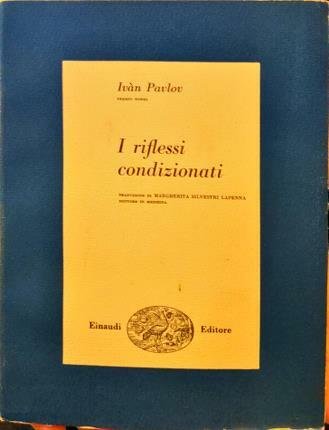 Ivàn Pavlov
PREMIO NOBEL
I riflessi
condizionati
TRADUZIONE DI MARGHERITA SILVESTRI LAPENNA
DOTTORE IN MEDICINA
Einaudi Editore